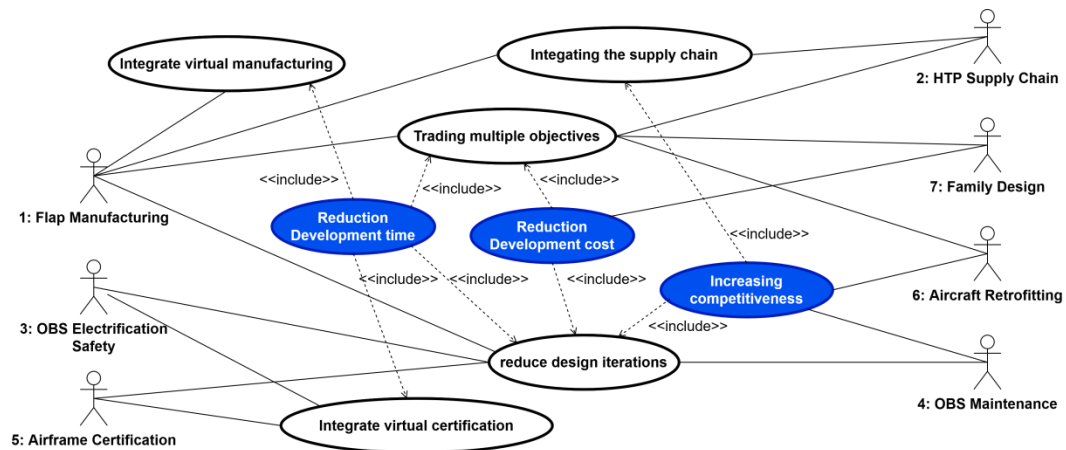 Integrate virtual manufacturing
Integating the supply chain
2: HTP Supply Chain
Trading multiple objectives
<<include>>
<<include>>
<<include>>
7: Family Design
1: Flap Manufacturing
Reduction
Development time
Reduction
Development cost
<<include>>
<<include>>
<<include>>
<<include>>
Increasing
competitiveness
6: Aircraft Retrofitting
<<include>>
3: OBS Electrification
Safety
reduce design iterations
4: OBS Maintenance
Integrate virtual certification
5: Airframe Certification